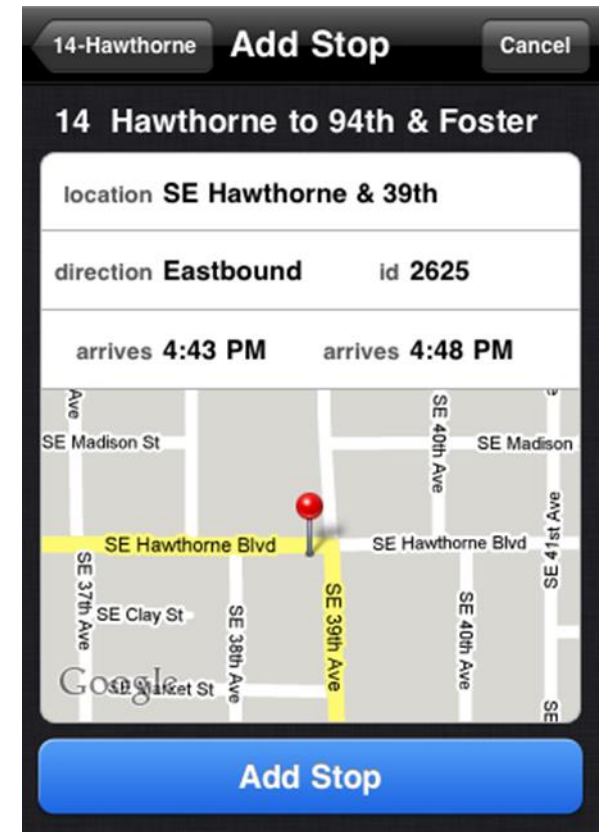 14-Hawthorne Add Stop Cancel
14 Hawthorne to 94th & Foster
location SE Hawthorne & 39th
direction Eastbound id 2625
arrives 4:43 PM arrives 4:48 PM
Ave
SE 40th Ave
SE Madison St
SE Madison
SE Hawthorne Blvd
SE Hawthorne Blvd
SE 41st Ave
SE 37th Ave
SE Clay St
SE 38th Ave
SE 39th Ave
SE 40th Ave
Google
SE Market St
SE
Add Stop